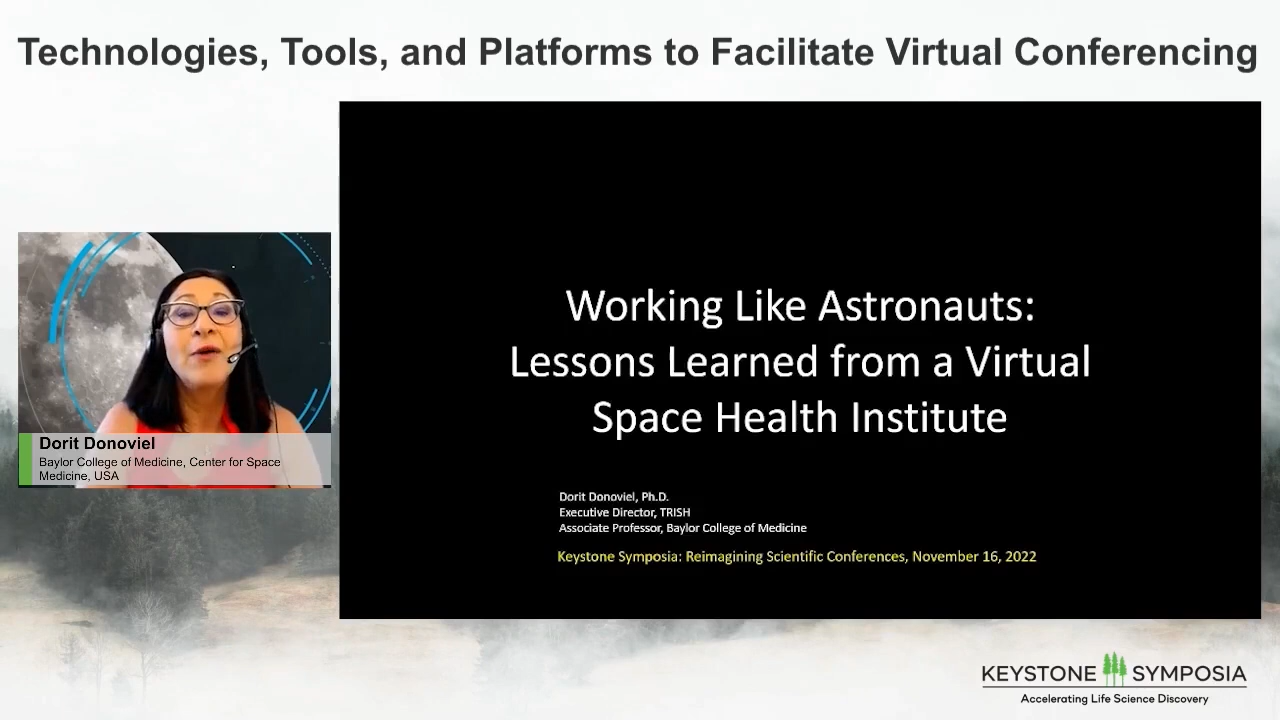 Technologies, Tools, and Platforms to Facilitate Virtual Conferencing
Working Like Astronauts:
Lessons Learned from a Virtual
Space Health Institute
Dorit Donoviel
Baylor College of Medicine, Center for Space
Medicine, USA
Dorit Donoviel, Ph.D.
Executive Director, TRISH
Associate Professor, Baylor College of Medicine
Keystone Symposia: Reimagining Scientific Conferences, November 16, 2022
KEYSTONE SYMPOSIA
Accelerating Life Science Discovery